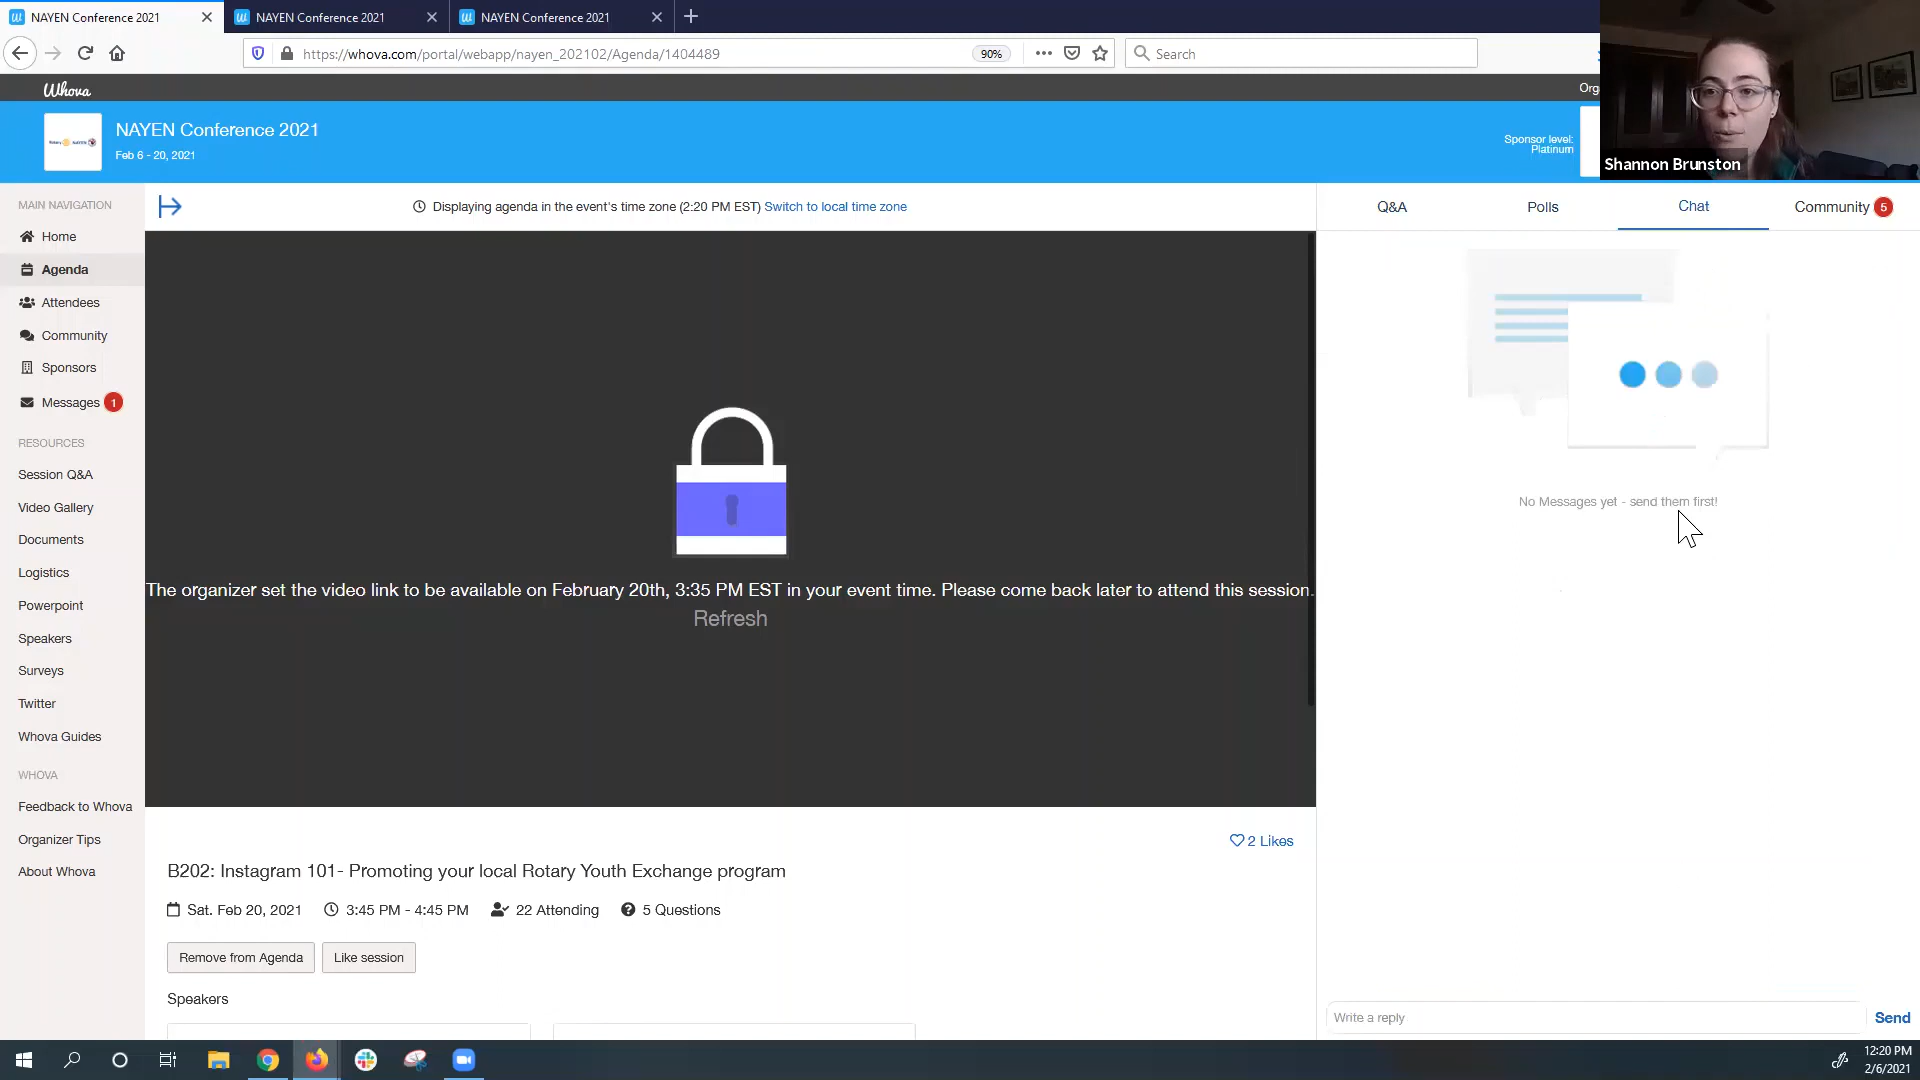 NAYEN Conference 2021
NAYEN Conference 2021
NAYEN Conference 2021
https://whova.com/portal/webapp/nayen_202102/Agenda/1404489
90%
Search
Whova
Org
NAYEN Conference 2021
Feb 6 - 20, 2021
Sponsor level:
Platinum
Shannon Brunston
MAIN NAVIGATION
Home
Agenda
Attendees
Community
Sponsors
Messages 1
RESOURCES
Session Q&A
Video Gallery
Documents
Logistics
Powerpoint
Speakers
Surveys
Twitter
Whova Guides
WHOVA
Feedback to Whova
Organizer Tips
About Whova
Displaying agenda in the event's time zone (2:20 PM EST) Switch to local time zone
The organizer set the video link to be available on February 20th, 3:35 PM EST in your event time. Please come back later to attend this session.
Refresh
2 Likes
B202: Instagram 101- Promoting your local Rotary Youth Exchange program
Sat. Feb 20, 2021 3:45 PM - 4:45 PM 22 Attending 5 Questions
Remove from Agenda Like session
Speakers
Q&A Polls Chat Community 5
No Messages yet - send them first!
Write a reply Send
12:20 PM
2/6/2021